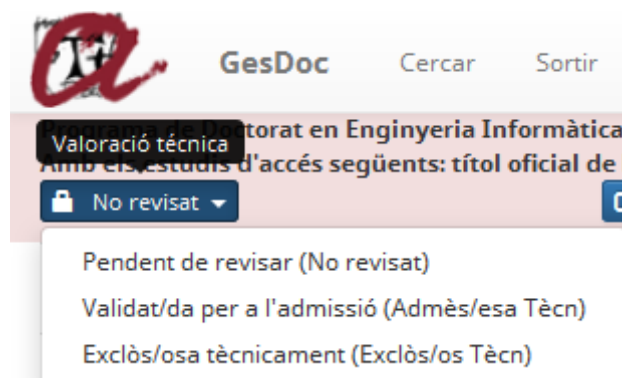 GesDoc Cercar Sortir
Programa de Doctorat en Enginyeria Informàtica
Valoració técnica
Amb els estudis d'accés següents: títol oficial de
No revisat
Pendent de revisar (No revisat)
Validat/da per a l'admissió (Admès/esa Tècn)
Exclòs/osa tècnicament (Exclòs/os Tècn)